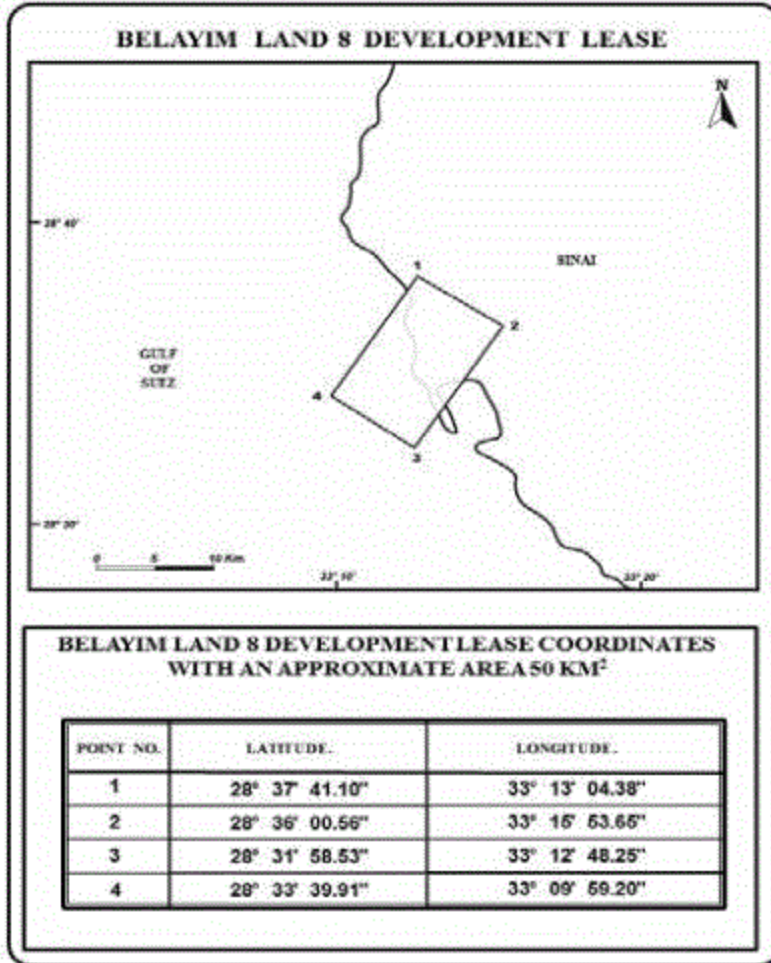 BELAYIM LAND 8 DEVELOPMENT LEASE
N
28° 40'
SINAI
1
2
GULF
OF
SUEZ
4
3
28° 30'
0 5 10 Km
33° 10' 33° 20'
BELAYIM LAND 8 DEVELOPMENT LEASE COORDINATES
WITH AN APPROXIMATE AREA 50 KM²
POINT NO. LATITUDE. LONGITUDE.
1 28° 37' 41.10" 33° 13' 04.38"
2 28° 36' 00.56" 33° 15' 53.65"
3 28° 31' 58.53" 33° 12' 48.25"
4 28° 33' 39.91" 33° 09' 59.20"